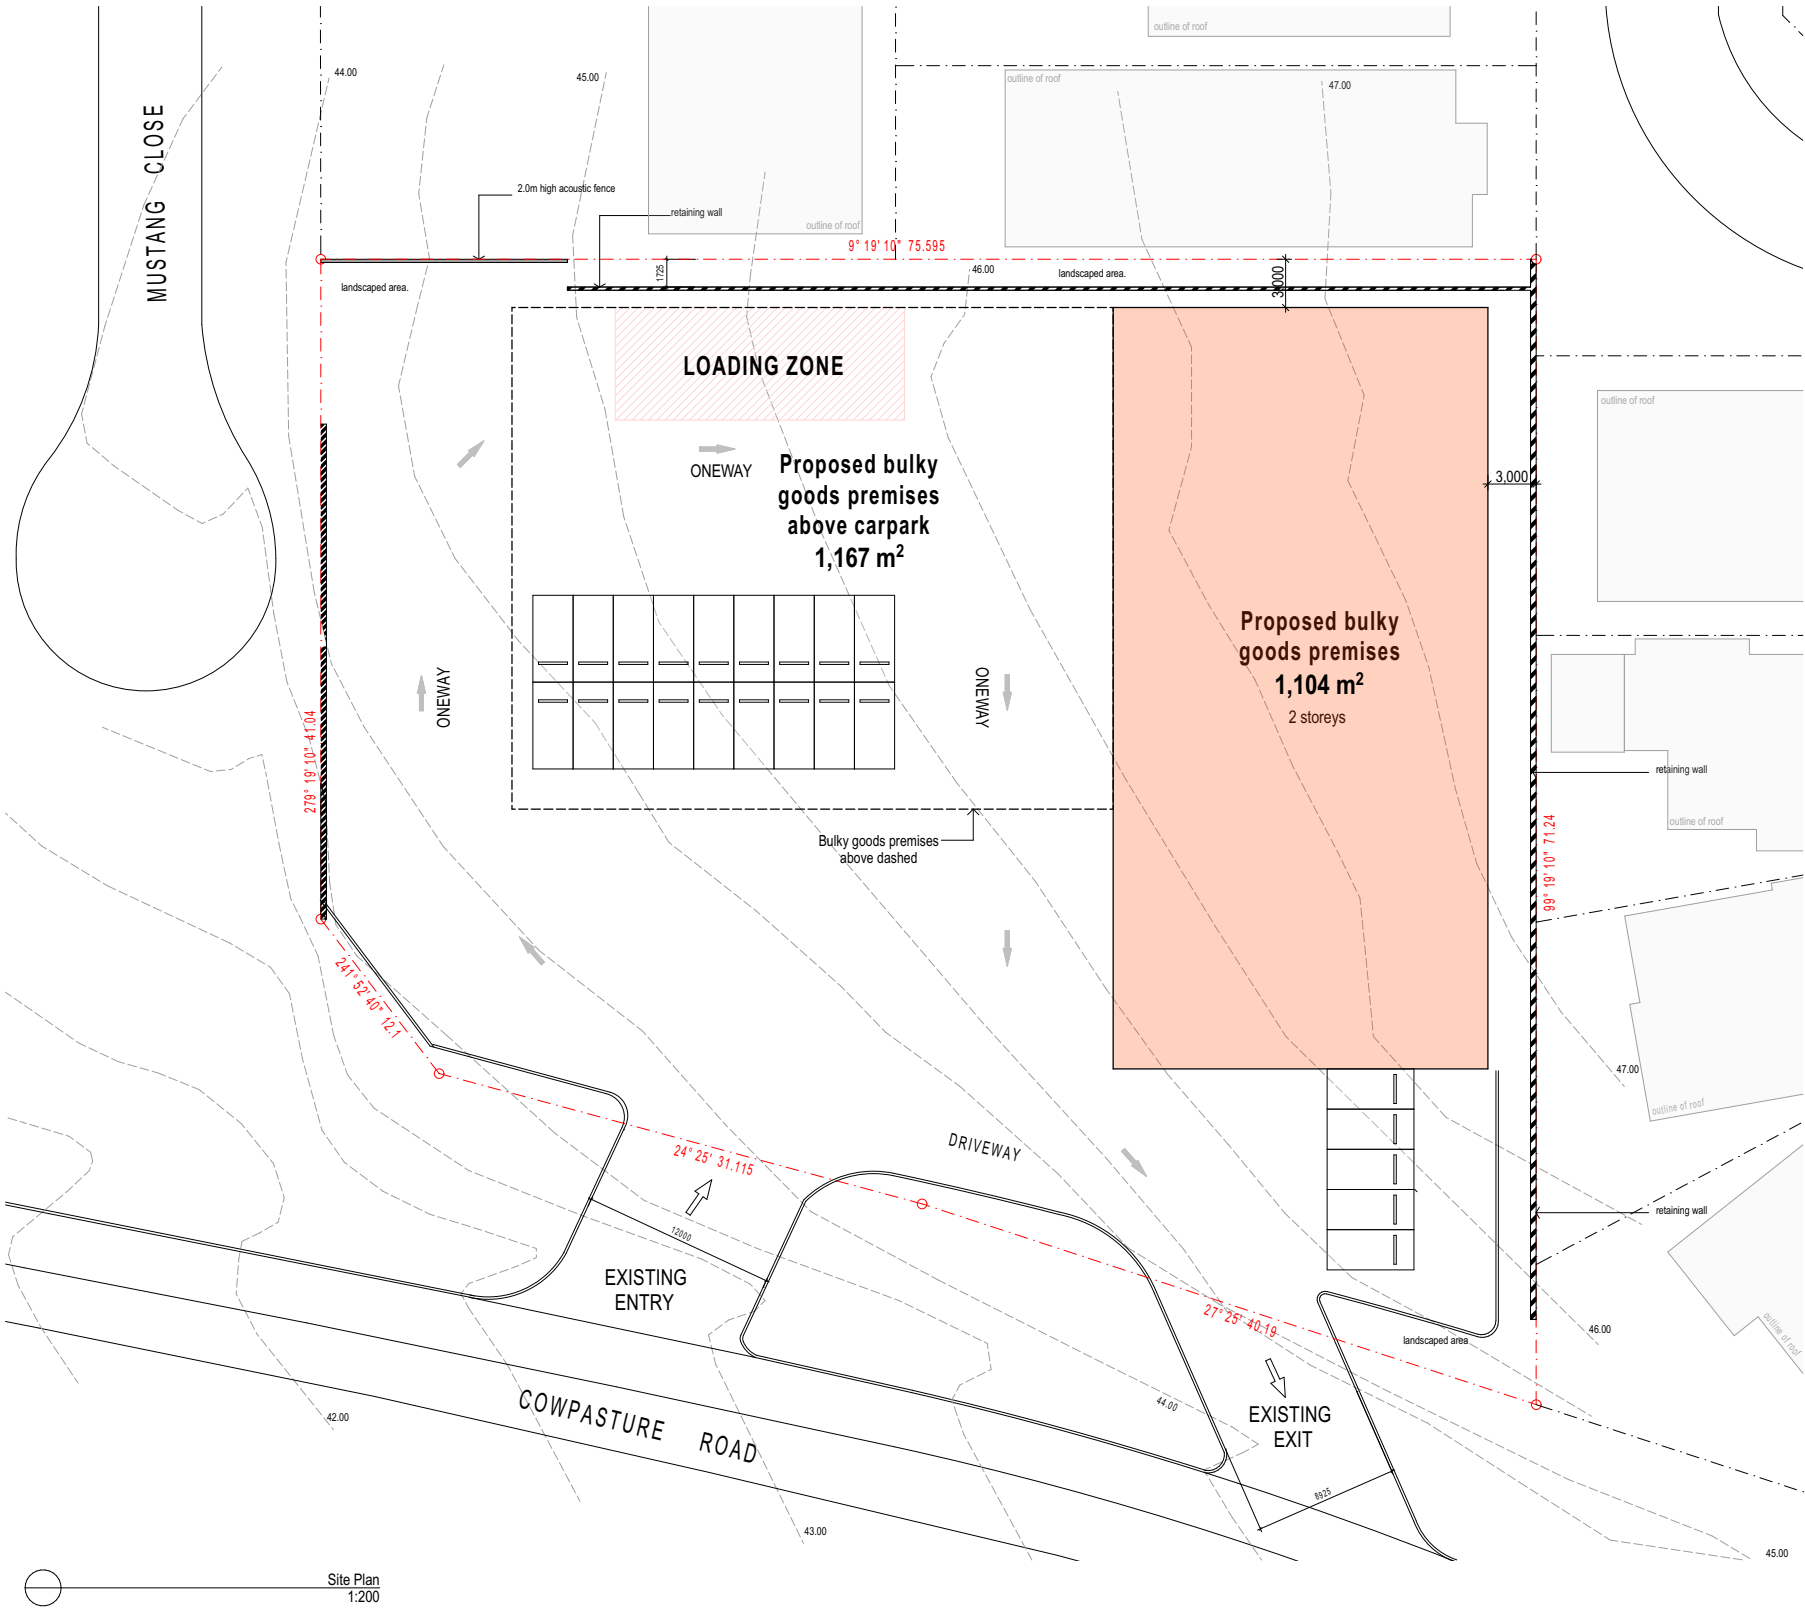 outline of roof
44.00
45.00
outline of roof
47.00
MUSTANG CLOSE
2.0m high acoustic fence
retaining wall
outline of roof
9° 19' 10" 75.595
1725
46.00
landscaped area.
3,000
landscaped area.
LOADING ZONE
outline of roof
ONEWAY
Proposed bulky
goods premises
above carpark
1,167 m²
3,000
Proposed bulky
goods premises
1,104 m²
2 storeys
ONEWAY
ONEWAY
279° 19' 10" 41.04
retaining wall
outline of roof
Bulky goods premises
above dashed
99° 19' 10" 71.24
241° 52' 40" 12.1
47.00
outline of roof
DRIVEWAY
24° 25' 31.115
12000
retaining wall
EXISTING
ENTRY
27° 25' 40.19
46.00
landscaped area
outline of roof
44.00
EXISTING
EXIT
42.00
COWPASTURE ROAD
8925
43.00
45.00
Site Plan
1:200